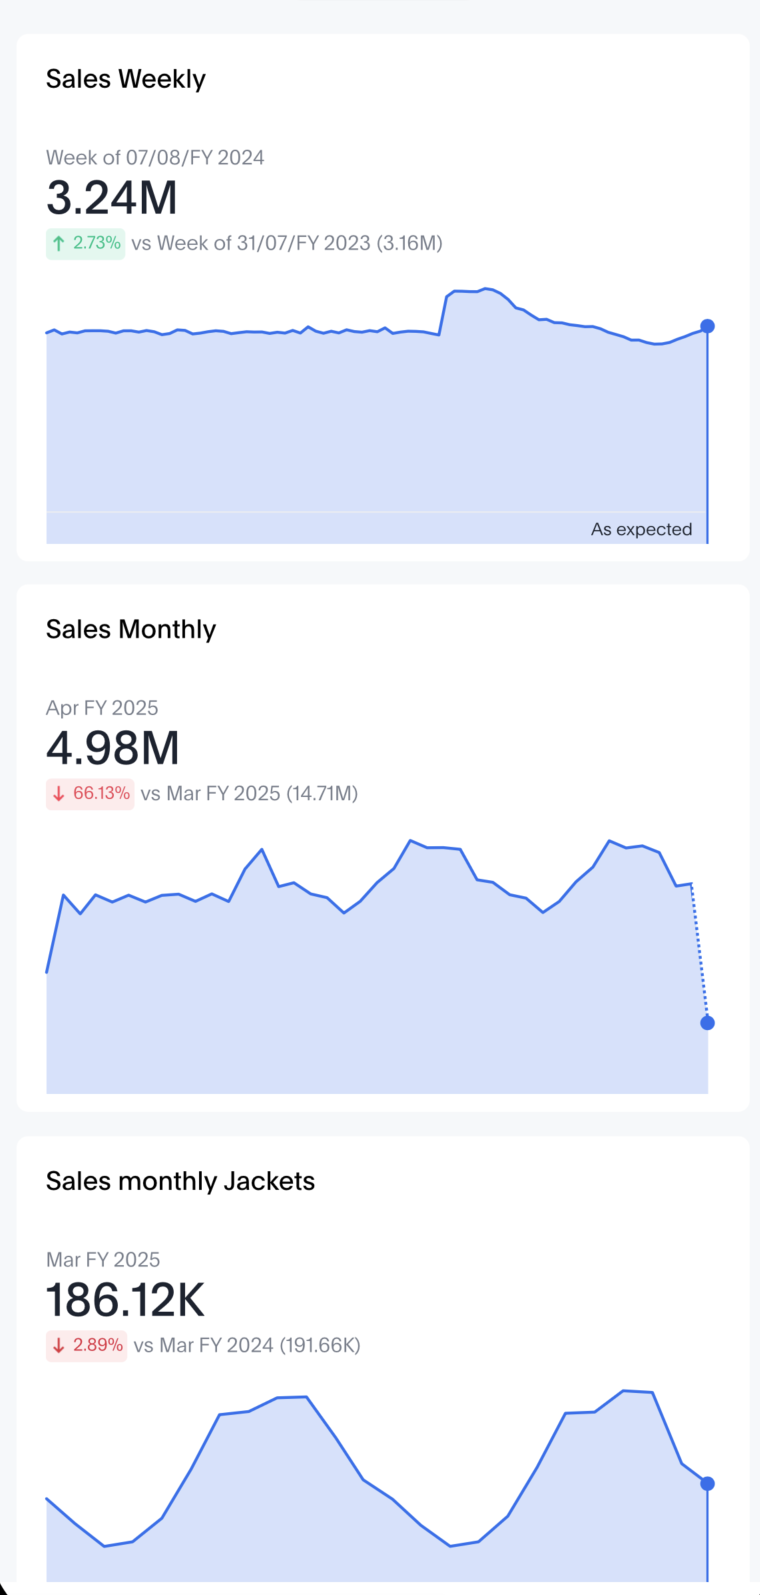 Sales Weekly
Week of 07/08/FY 2024
3.24M
↑ 2.73% vs Week of 31/07/FY 2023 (3.16M)
As expected
Sales Monthly
Apr FY 2025
4.98M
↓ 66.13% vs Mar FY 2025 (14.71M)
Sales monthly Jackets
Mar FY 2025
186.12K
↓ 2.89% vs Mar FY 2024 (191.66K)